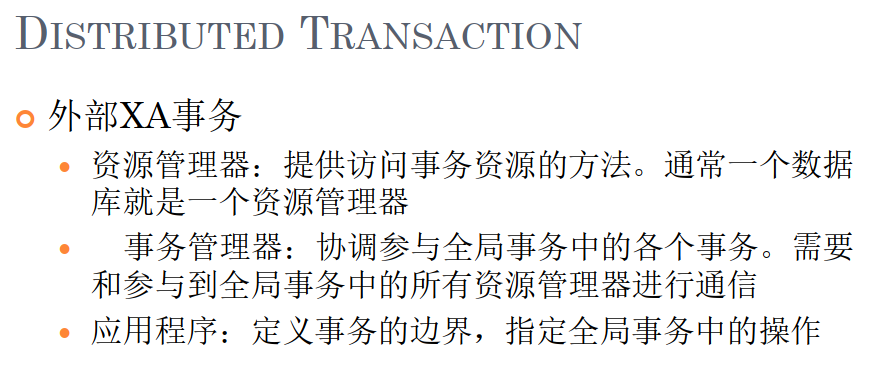 DISTRIBUTED TRANSACTION
外部XA事务
资源管理器：提供访问事务资源的方法。通常一个数据
库就是一个资源管理器
事务管理器：协调参与全局事务中的各个事务。需要
和参与到全局事务中的所有资源管理器进行通信
应用程序：定义事务的边界，指定全局事务中的操作